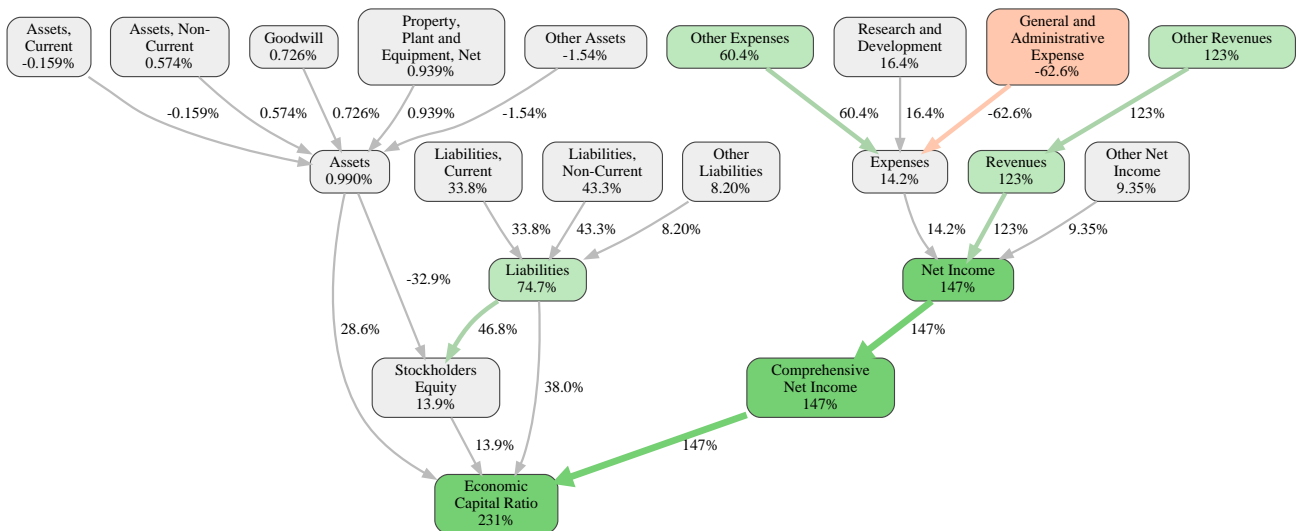 Assets,
Current
-0.159%
Assets, Non-
Current
0.574%
Goodwill
0.726%
Property,
Plant and
Equipment, Net
0.939%
Other Assets
-1.54%
Other Expenses
60.4%
Research and
Development
16.4%
General and
Administrative
Expense
-62.6%
Other Revenues
123%
-0.159%
0.574%
0.726%
0.939%
-1.54%
60.4%
16.4%
-62.6%
123%
Assets
0.990%
Liabilities,
Current
33.8%
Liabilities,
Non-Current
43.3%
Other
Liabilities
8.20%
Expenses
14.2%
Revenues
123%
Other Net
Income
9.35%
33.8%
43.3%
8.20%
14.2%
123%
9.35%
Liabilities
74.7%
Net Income
147%
-32.9%
28.6%
46.8%
38.0%
147%
Stockholders
Equity
13.9%
Comprehensive
Net Income
147%
13.9%
147%
Economic
Capital Ratio
231%